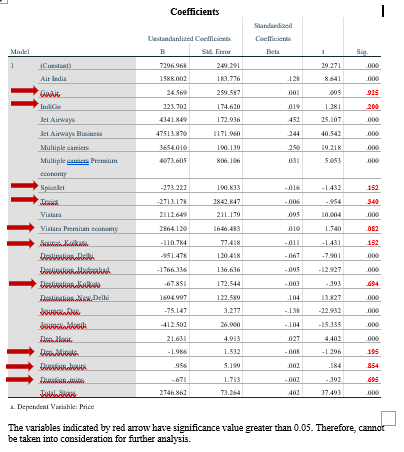 Coefficients
Unstandardized Coefficients Standardized Coefficients
Model B Std. Error Beta t Sig.
1 (Constant) 7296.968 249.291 29.271 .000
Air India 1588.002 183.776 .128 8.641 .000
GoAir 24.569 259.587 .001 .095 .925
IndiGo 223.702 174.620 .019 1.281 .200
Jet Airways 4341.849 172.936 .452 25.107 .000
Jet Airways Business 47513.870 1171.960 .244 40.542 .000
Multiple carriers 3654.010 190.139 .250 19.218 .000
Multiple carriers Premium economy 4073.605 806.106 .031 5.053 .000
SpiceJet -273.222 190.833 -.016 -1.432 .152
Trujet -2713.178 2842.847 -.006 -.954 .340
Vistara 2112.649 211.179 .095 10.004 .000
Vistara Premium economy 2864.120 1646.483 .010 1.740 .082
Source_Kolkata -110.784 77.418 -.011 -1.431 .152
Destination_Delhi -951.478 120.418 -.067 -7.901 .000
Destination_Hyderabad -1766.336 136.636 -.095 -12.927 .000
Destination_Kolkata -67.851 172.544 -.003 -.393 .694
Destination_New_Delhi 1694.997 122.589 .104 13.827 .000
Journey_Day -75.147 3.277 -.138 -22.932 .000
Journey_Month -412.502 26.900 -.104 -15.335 .000
Dep_Hour 21.631 4.913 .027 4.402 .000
Dep_Minute -1.986 1.532 -.008 -1.296 .195
Duration_hours .956 5.199 .002 .184 .854
Duration_mins -.671 1.713 -.002 -.392 .695
Total_Stops 2746.862 73.264 .402 37.493 .000
a. Dependent Variable: Price
The variables indicated by red arrow have significance value greater than 0.05. Therefore, cannot
be taken into consideration for further analysis.